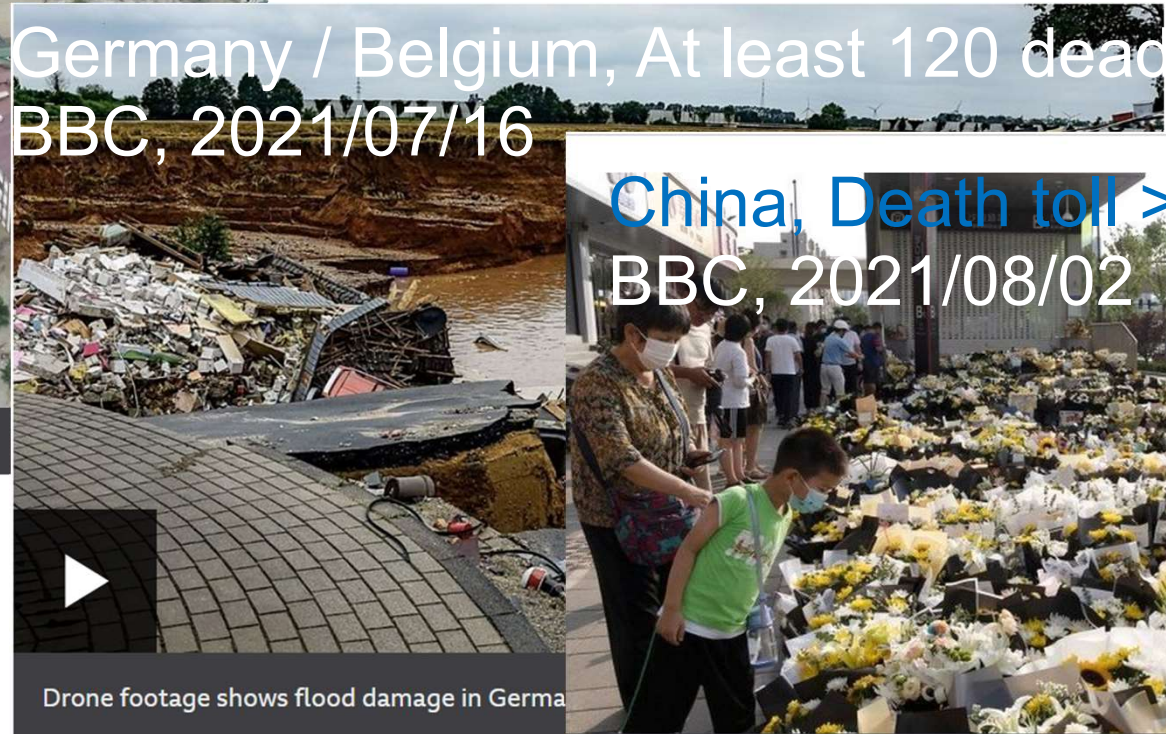 Germany / Belgium, At least 120 dead
BBC, 2021/07/16
China, Death toll >
BBC, 2021/08/02
Drone footage shows flood damage in Germa